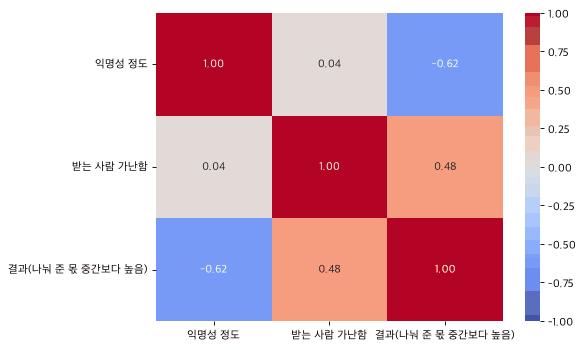 익명성 정도
받는 사람 가난함
결과(나눠 준 몫 중간보다 높음)
1.00 0.04 -0.62
0.04 1.00 0.48
-0.62 0.48 1.00
익명성 정도 받는 사람 가난함 결과(나눠 준 몫 중간보다 높음)
1.00
0.75
0.50
0.25
0.00
-0.25
-0.50
-0.75
-1.00